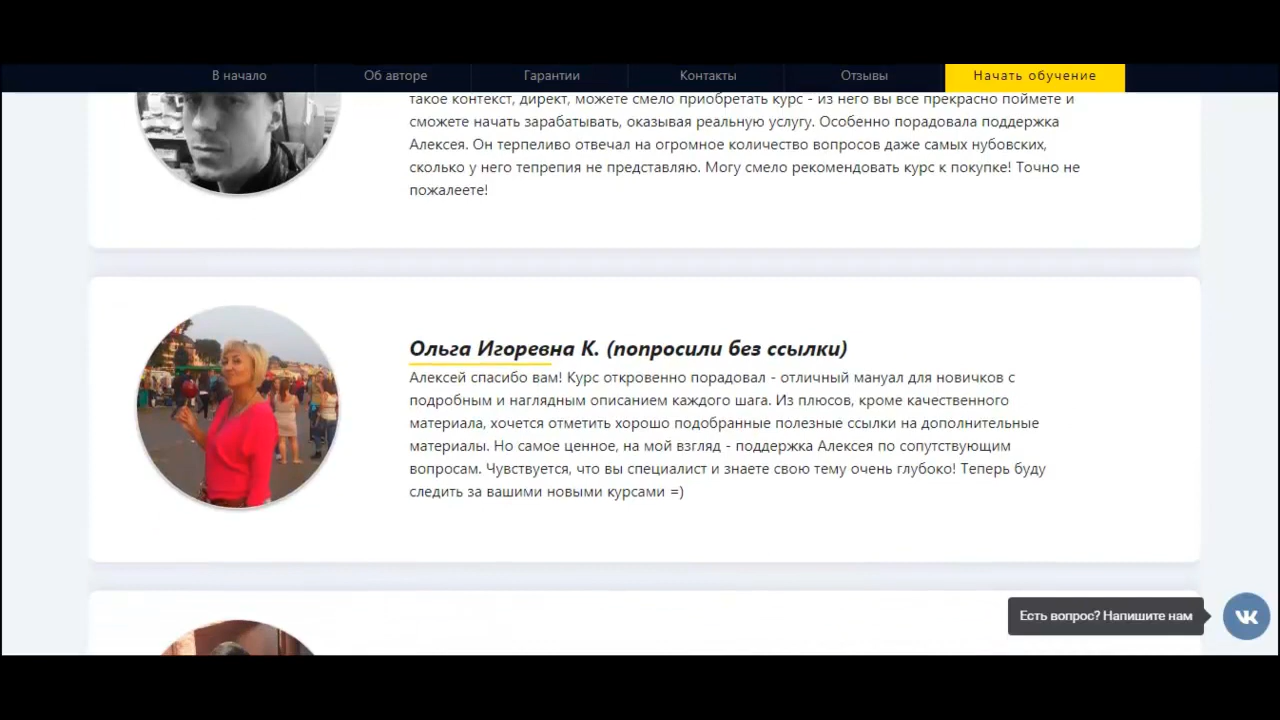 В начало
Об авторе
Гарантии
Контакты
Отзывы
Начать обучение
такое контекст, директ, можете смело приобретать курс - из него вы все прекрасно поймете и
сможете начать зарабатывать, оказывая реальную услугу. Особенно порадовала поддержка
Алексея. Он терпеливо отвечал на огромное количество вопросов даже самых нубовских,
сколько у него тепрепия не представляю. Могу смело рекомендовать курс к покупке! Точно не
пожалеете!
Ольга Игоревна К. (попросили без ссылки)
Алексей спасибо вам! Курс откровенно порадовал - отличный мануал для новичков с
подробным и наглядным описанием каждого шага. Из плюсов, кроме качественного
материала, хочется отметить хорошо подобранные полезные ссылки на дополнительные
материалы. Но самое ценное, на мой взгляд - поддержка Алексея по сопутствующим
вопросам. Чувствуется, что вы специалист и знаете свою тему очень глубоко! Теперь буду
следить за вашими новыми курсами =)
Есть вопрос? Напишите нам